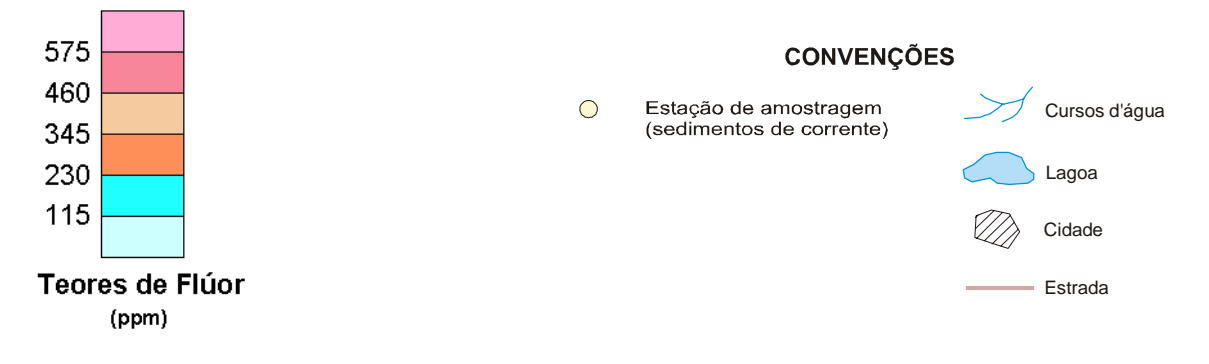 575
460
345
230
115
Teores de Flúor
(ppm)
CONVENÇÕES
Estação de amostragem
(sedimentos de corrente)
Cursos d'água
Lagoa
Cidade
Estrada